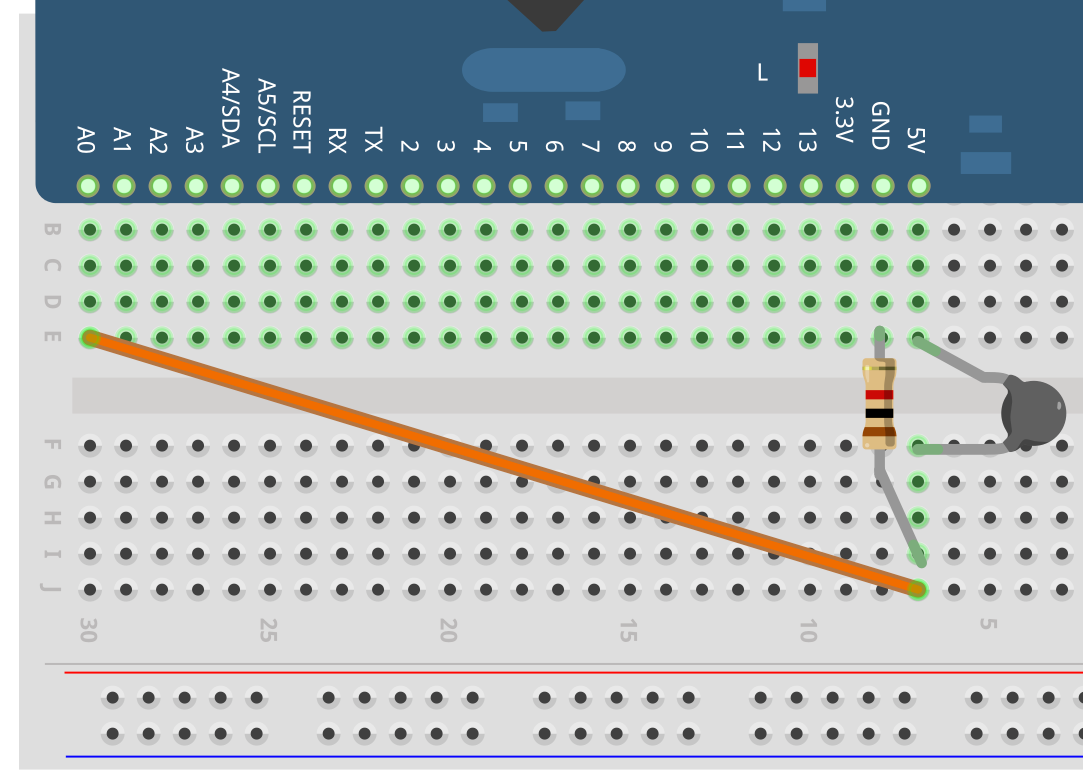 L
A0 A1 A2 A3 A4/SDA A5/SCL RESET RX TX 2 3 4 5 6 7 8 9 10 11 12 13 3.3V GND 5V
B
C
D
E
F
G
H
I
J
30 25 20 15 10 5